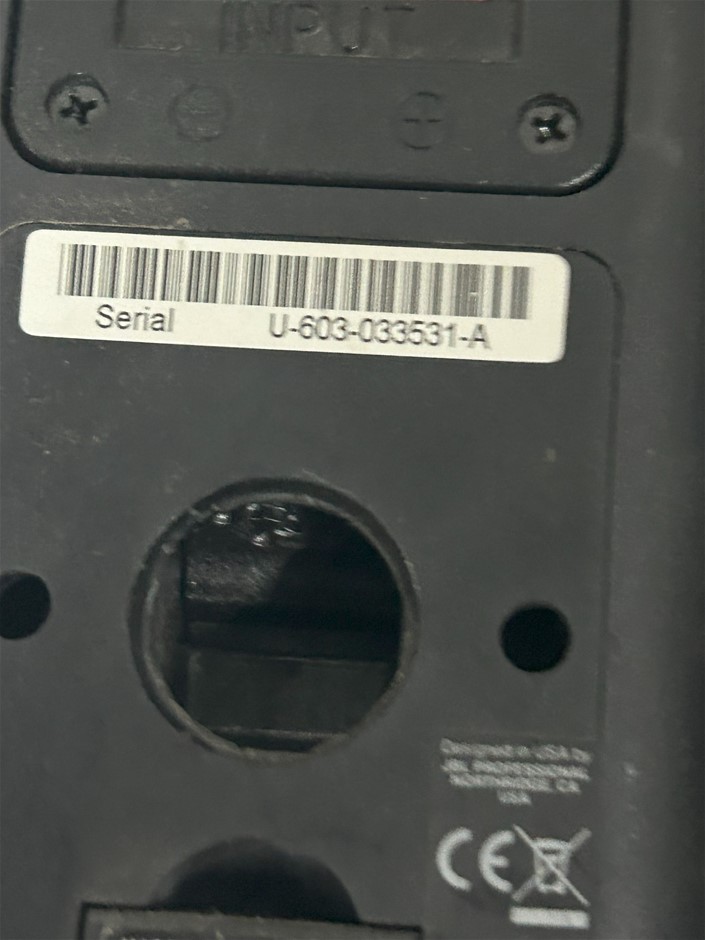 INPUT
Serial U-603-033531-A
Designed in USA by
JBL PROFESSIONAL
NORTHRIDGE, CA
USA
CE